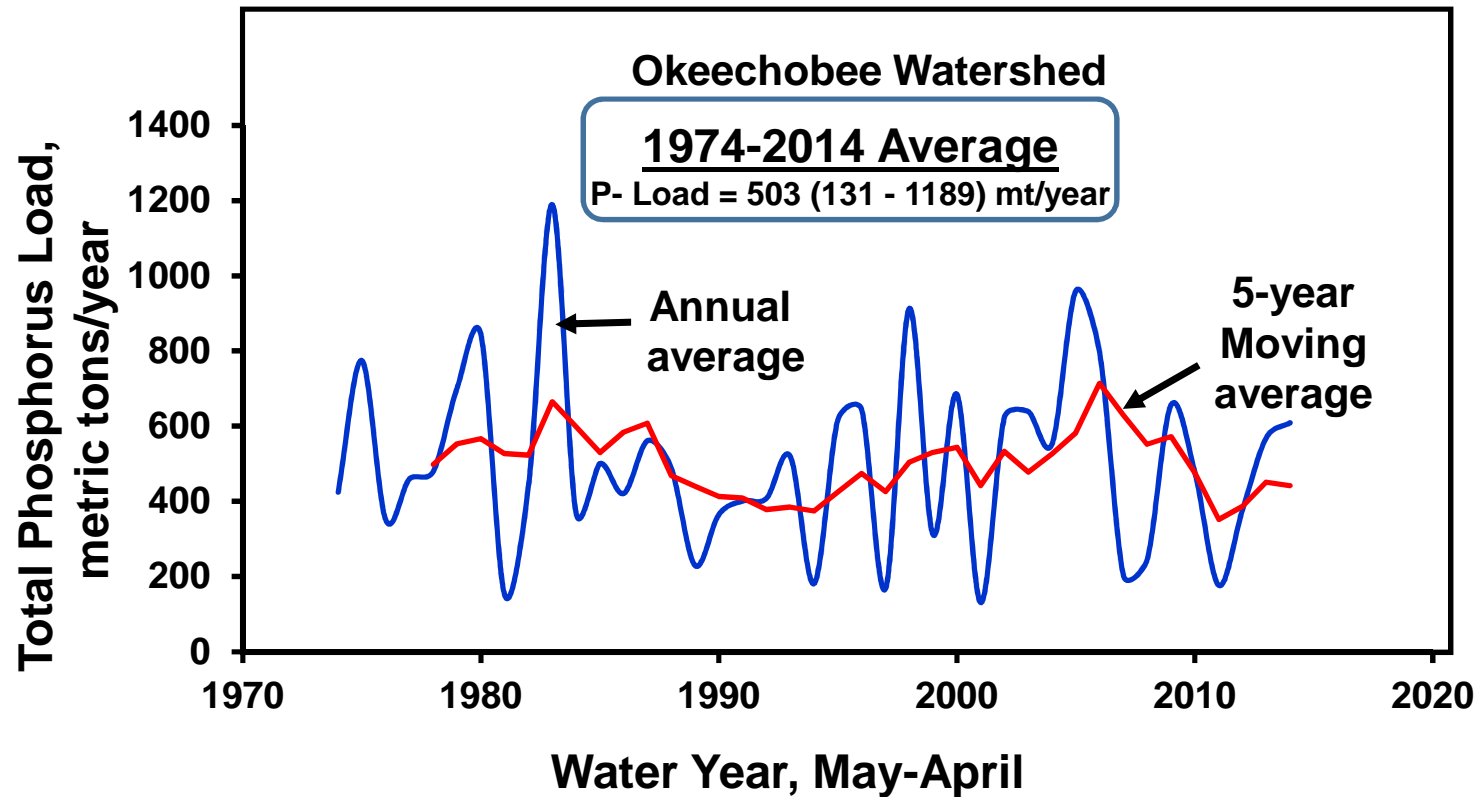 Okeechobee Watershed
1974-2014 Average
P- Load = 503 (131 - 1189) mt/year
Total Phosphorus Load,
metric tons/year
1400
1200
1000
800
600
400
200
0
Annual
average
5-year
Moving
average
1970
1980
1990
2000
2010
2020
Water Year, May-April